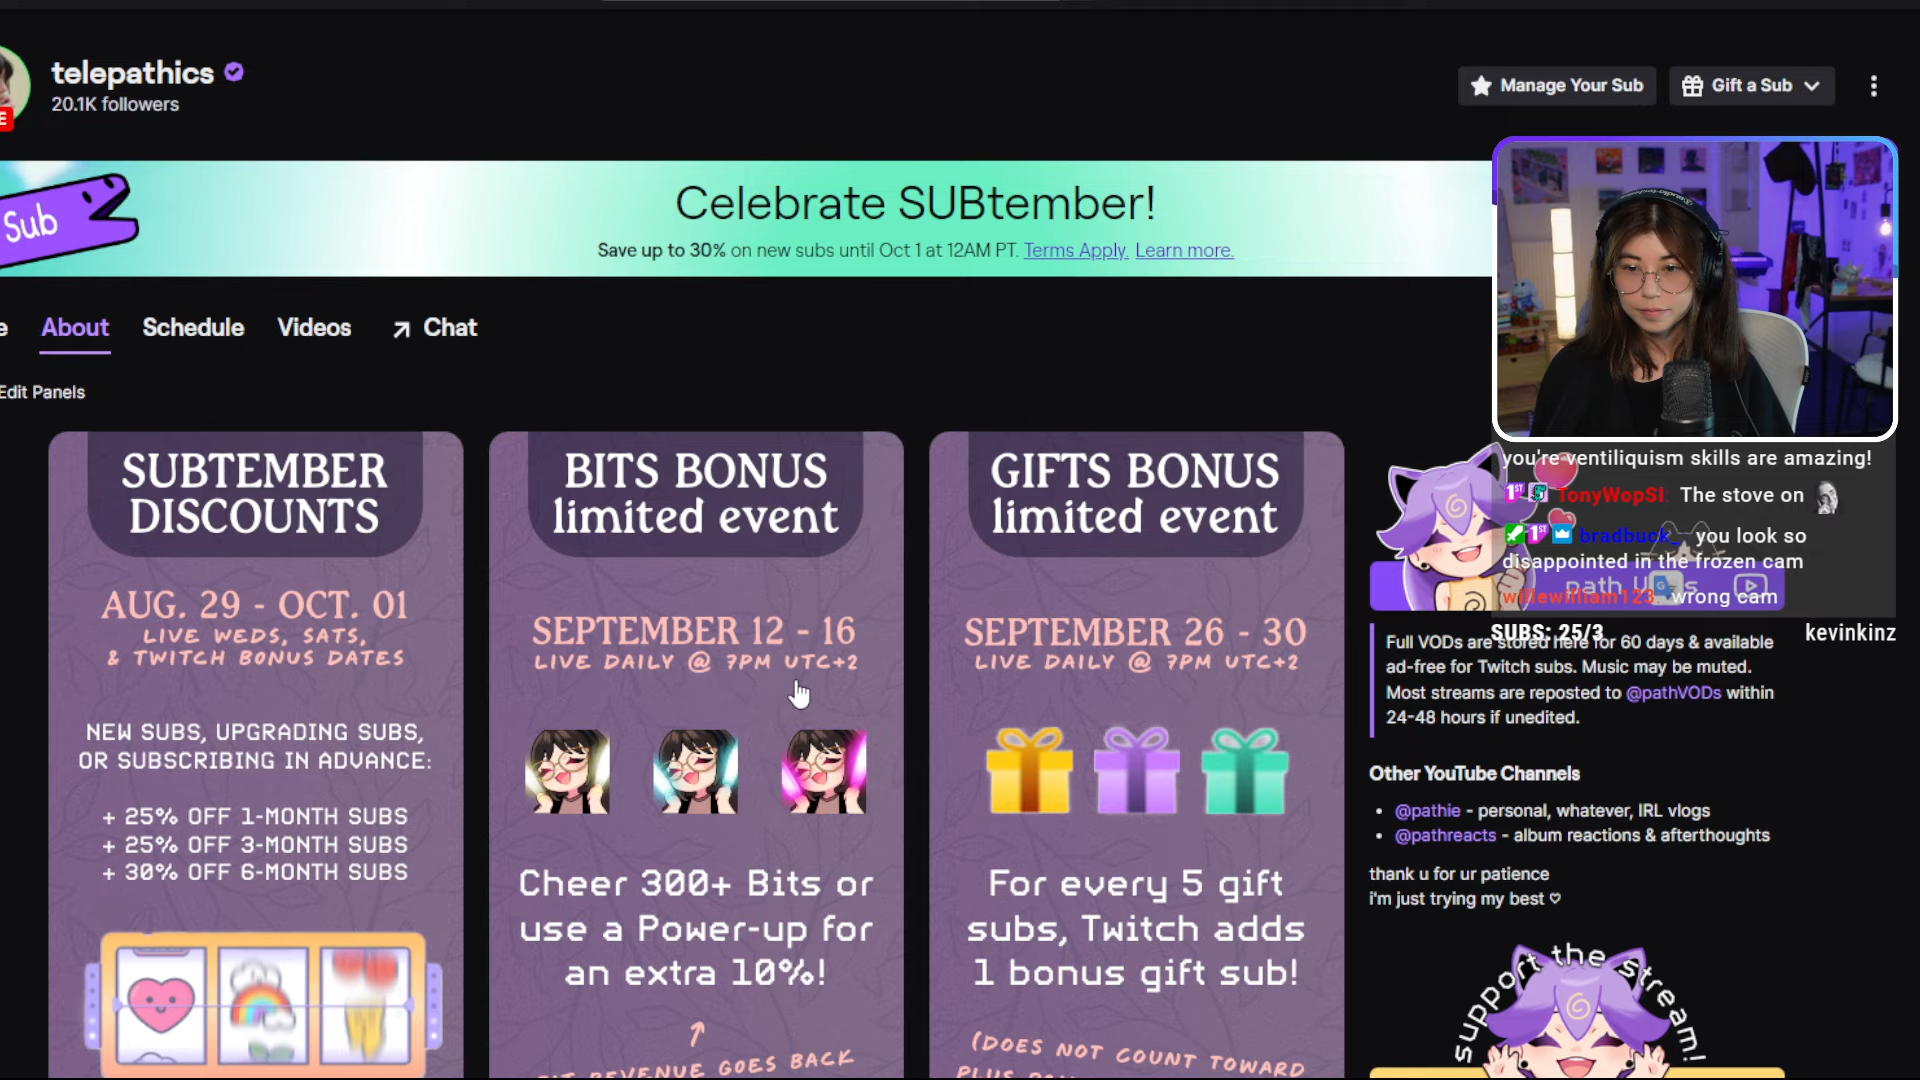 telepathics
20.1K followers
Manage Your Sub
Gift a Sub
Sub
Celebrate SUBtember!
Save up to 30% on new subs until Oct 1 at 12AM PT. Terms Apply. Learn more.
About
Schedule
Videos
Chat
Edit Panels
SUBTEMBER
DISCOUNTS
AUG. 29 - OCT. 01
LIVE WEDS, SATS,
& TWITCH BONUS DATES
NEW SUBS, UPGRADING SUBS,
OR SUBSCRIBING IN ADVANCE:
+ 25% OFF 1-MONTH SUBS
+ 25% OFF 3-MONTH SUBS
+ 30% OFF 6-MONTH SUBS
BITS BONUS
limited event
SEPTEMBER 12 - 16
LIVE DAILY @ 7PM UTC+2
Cheer 300+ Bits or
use a Power-up for
an extra 10%!
REVENUE GOES BACK
GIFTS BONUS
limited event
SEPTEMBER 26 - 30
LIVE DAILY @ 7PM UTC+2
For every 5 gift
subs, Twitch adds
1 bonus gift sub!
(DOES NOT COUNT TOWARD
you're ventiliquism skills are amazing!
TonyWopSI: The stove on
bradbuck_: you look so
disappointed in the frozen cam
willewilliam123: wrong cam
SUBS: 25/3
kevinkinz
Full VODs are stored here for 60 days & available
ad-free for Twitch subs. Music may be muted.
Most streams are reposted to @pathVODs within
24-48 hours if unedited.
Other YouTube Channels
@pathie - personal, whatever, IRL vlogs
@pathreacts - album reactions & afterthoughts
thank u for ur patience
i'm just trying my best ♡
support the stream!